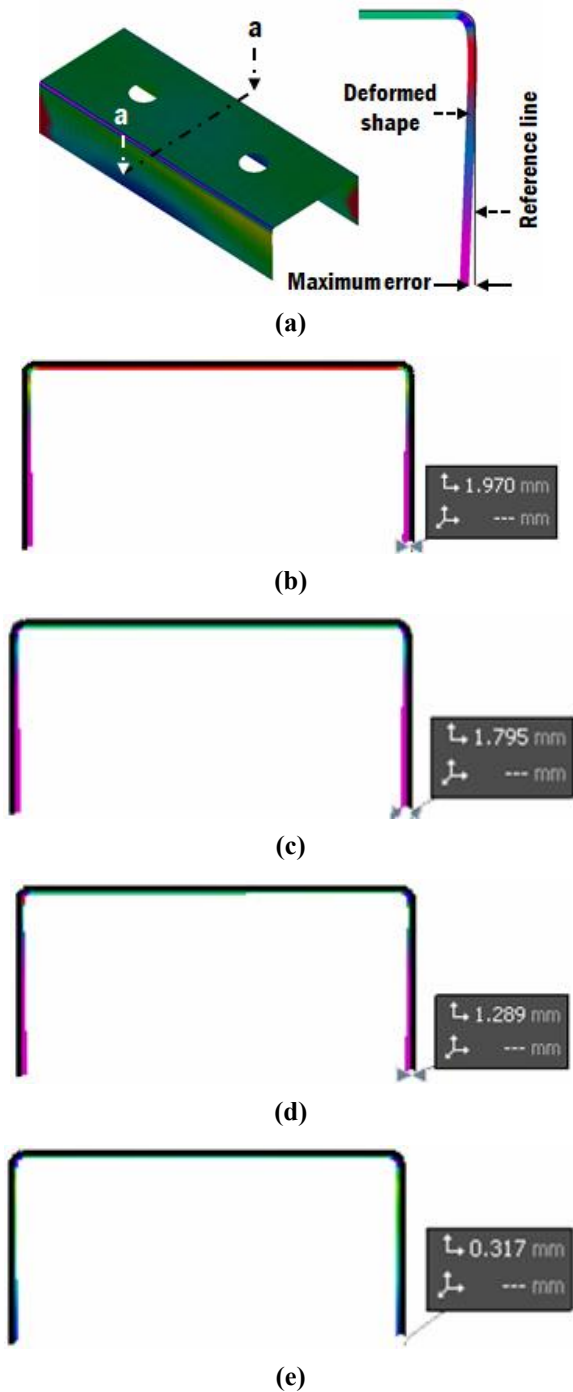 a
a
Deformed
shape
Reference line
Maximum error
(a)
1.970 mm
--- mm
(b)
1.795 mm
--- mm
(c)
1.289 mm
--- mm
(d)
0.317 mm
--- mm
(e)